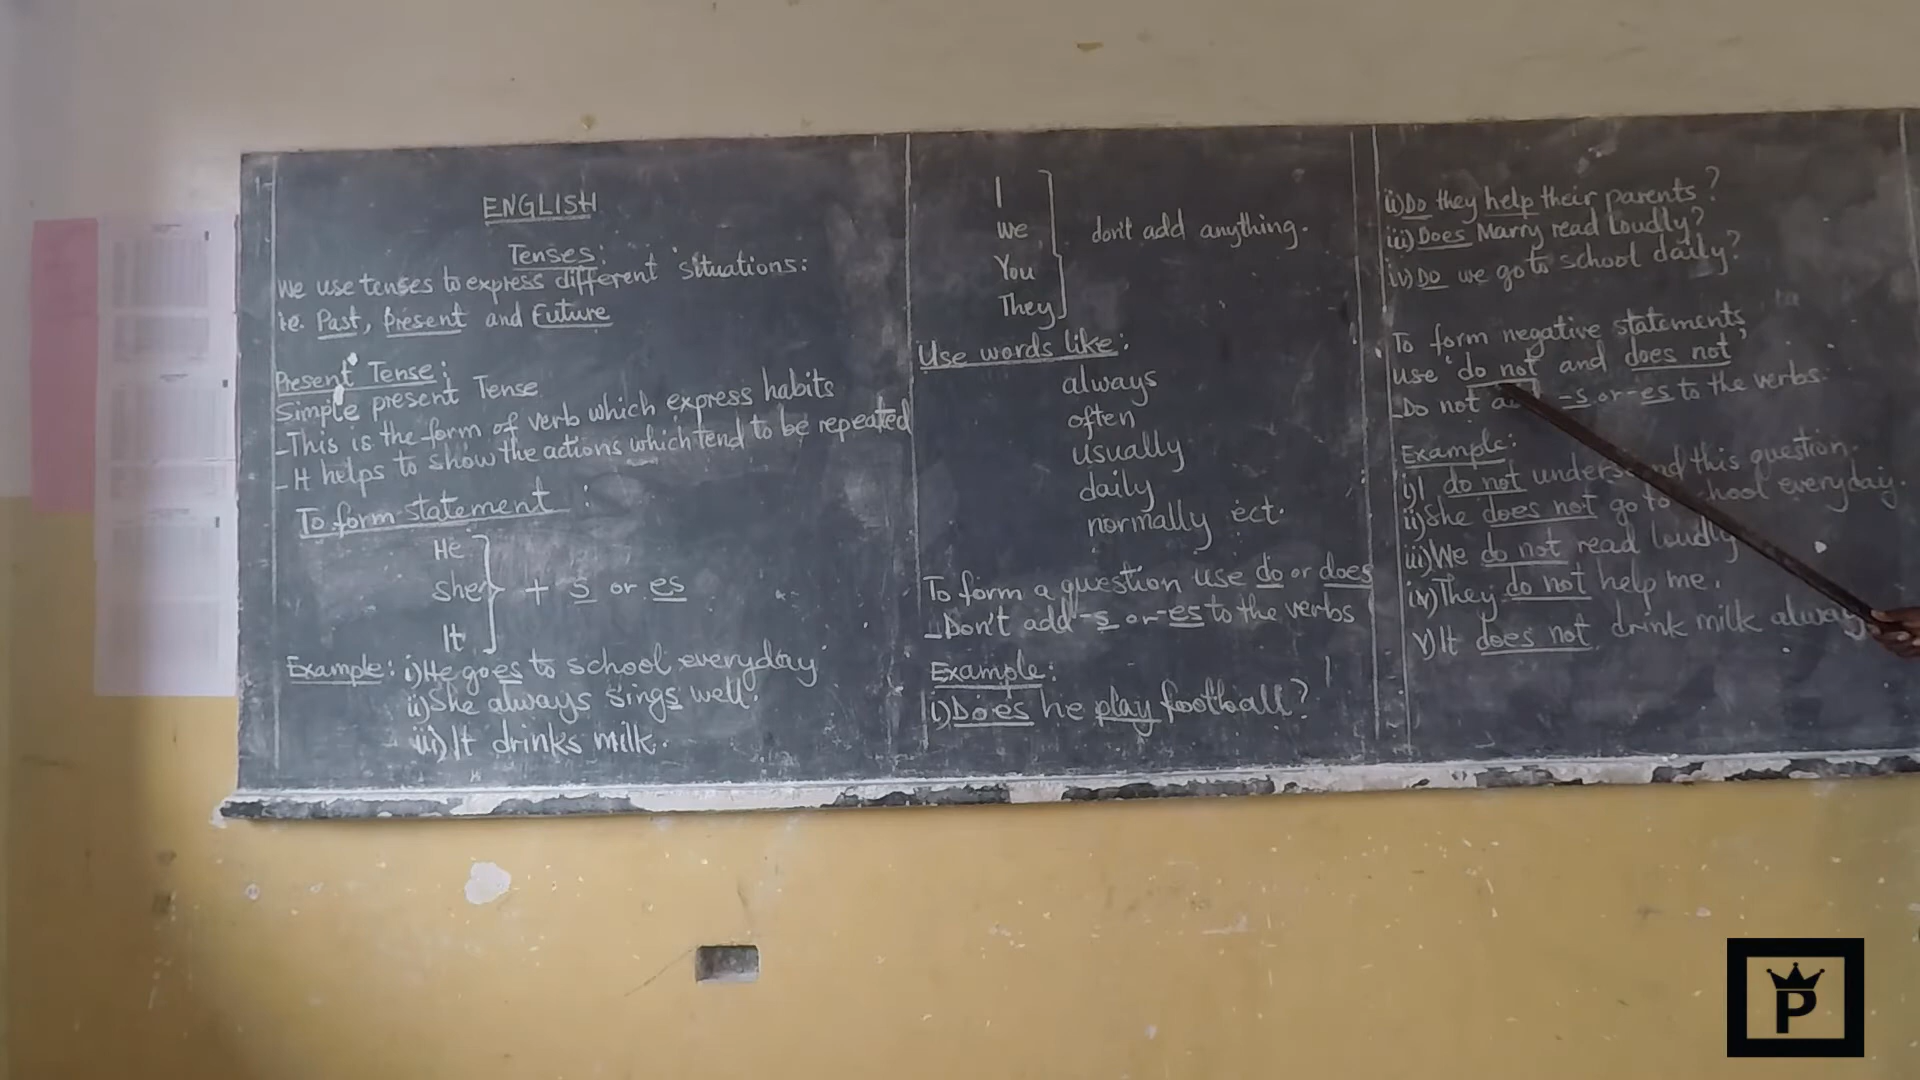 ENGLISH
Tenses:
We use tenses to express different situations:
i.e. Past, Present and Future
Present Tense:
Simple present Tense
-This is the form of verb which express habits
-It helps to show the actions which tend to be repeated
To form statement :
He
She
It
+ s or es
Example: i) He goes to school everyday
ii) She always sings well.
iii) It drinks milk.
I
We
You
They
don't add anything.
Use words like:
always
often
usually
daily
normally ect.
To form a question use do or does
-Don't add -s or -es to the verbs
Example:
i) Does he play football?
ii) Do they help their parents?
iii) Does Marry read Loudly?
iv) Do we go to school daily?
To form negative statements
use 'do not and does not'
-Do not -s or -es to the verbs.
Example:
i) I do not understand this question.
ii) She does not go to school everyday.
iii) We do not read loudly
iv) They do not help me.
v) It does not drink milk always
P